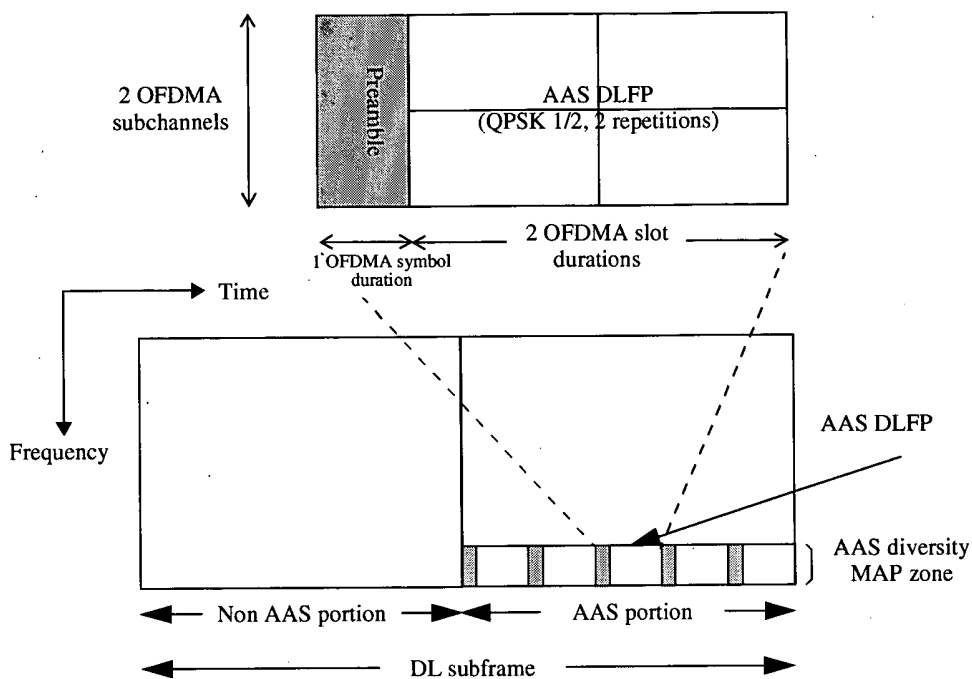 2 OFDMA
subchannels
Preamble
AAS DLFP
(QPSK 1/2, 2 repetitions)
1 OFDMA symbol
duration
2 OFDMA slot
durations
Time
Frequency
AAS DLFP
AAS diversity
MAP zone
Non AAS portion
AAS portion
DL subframe